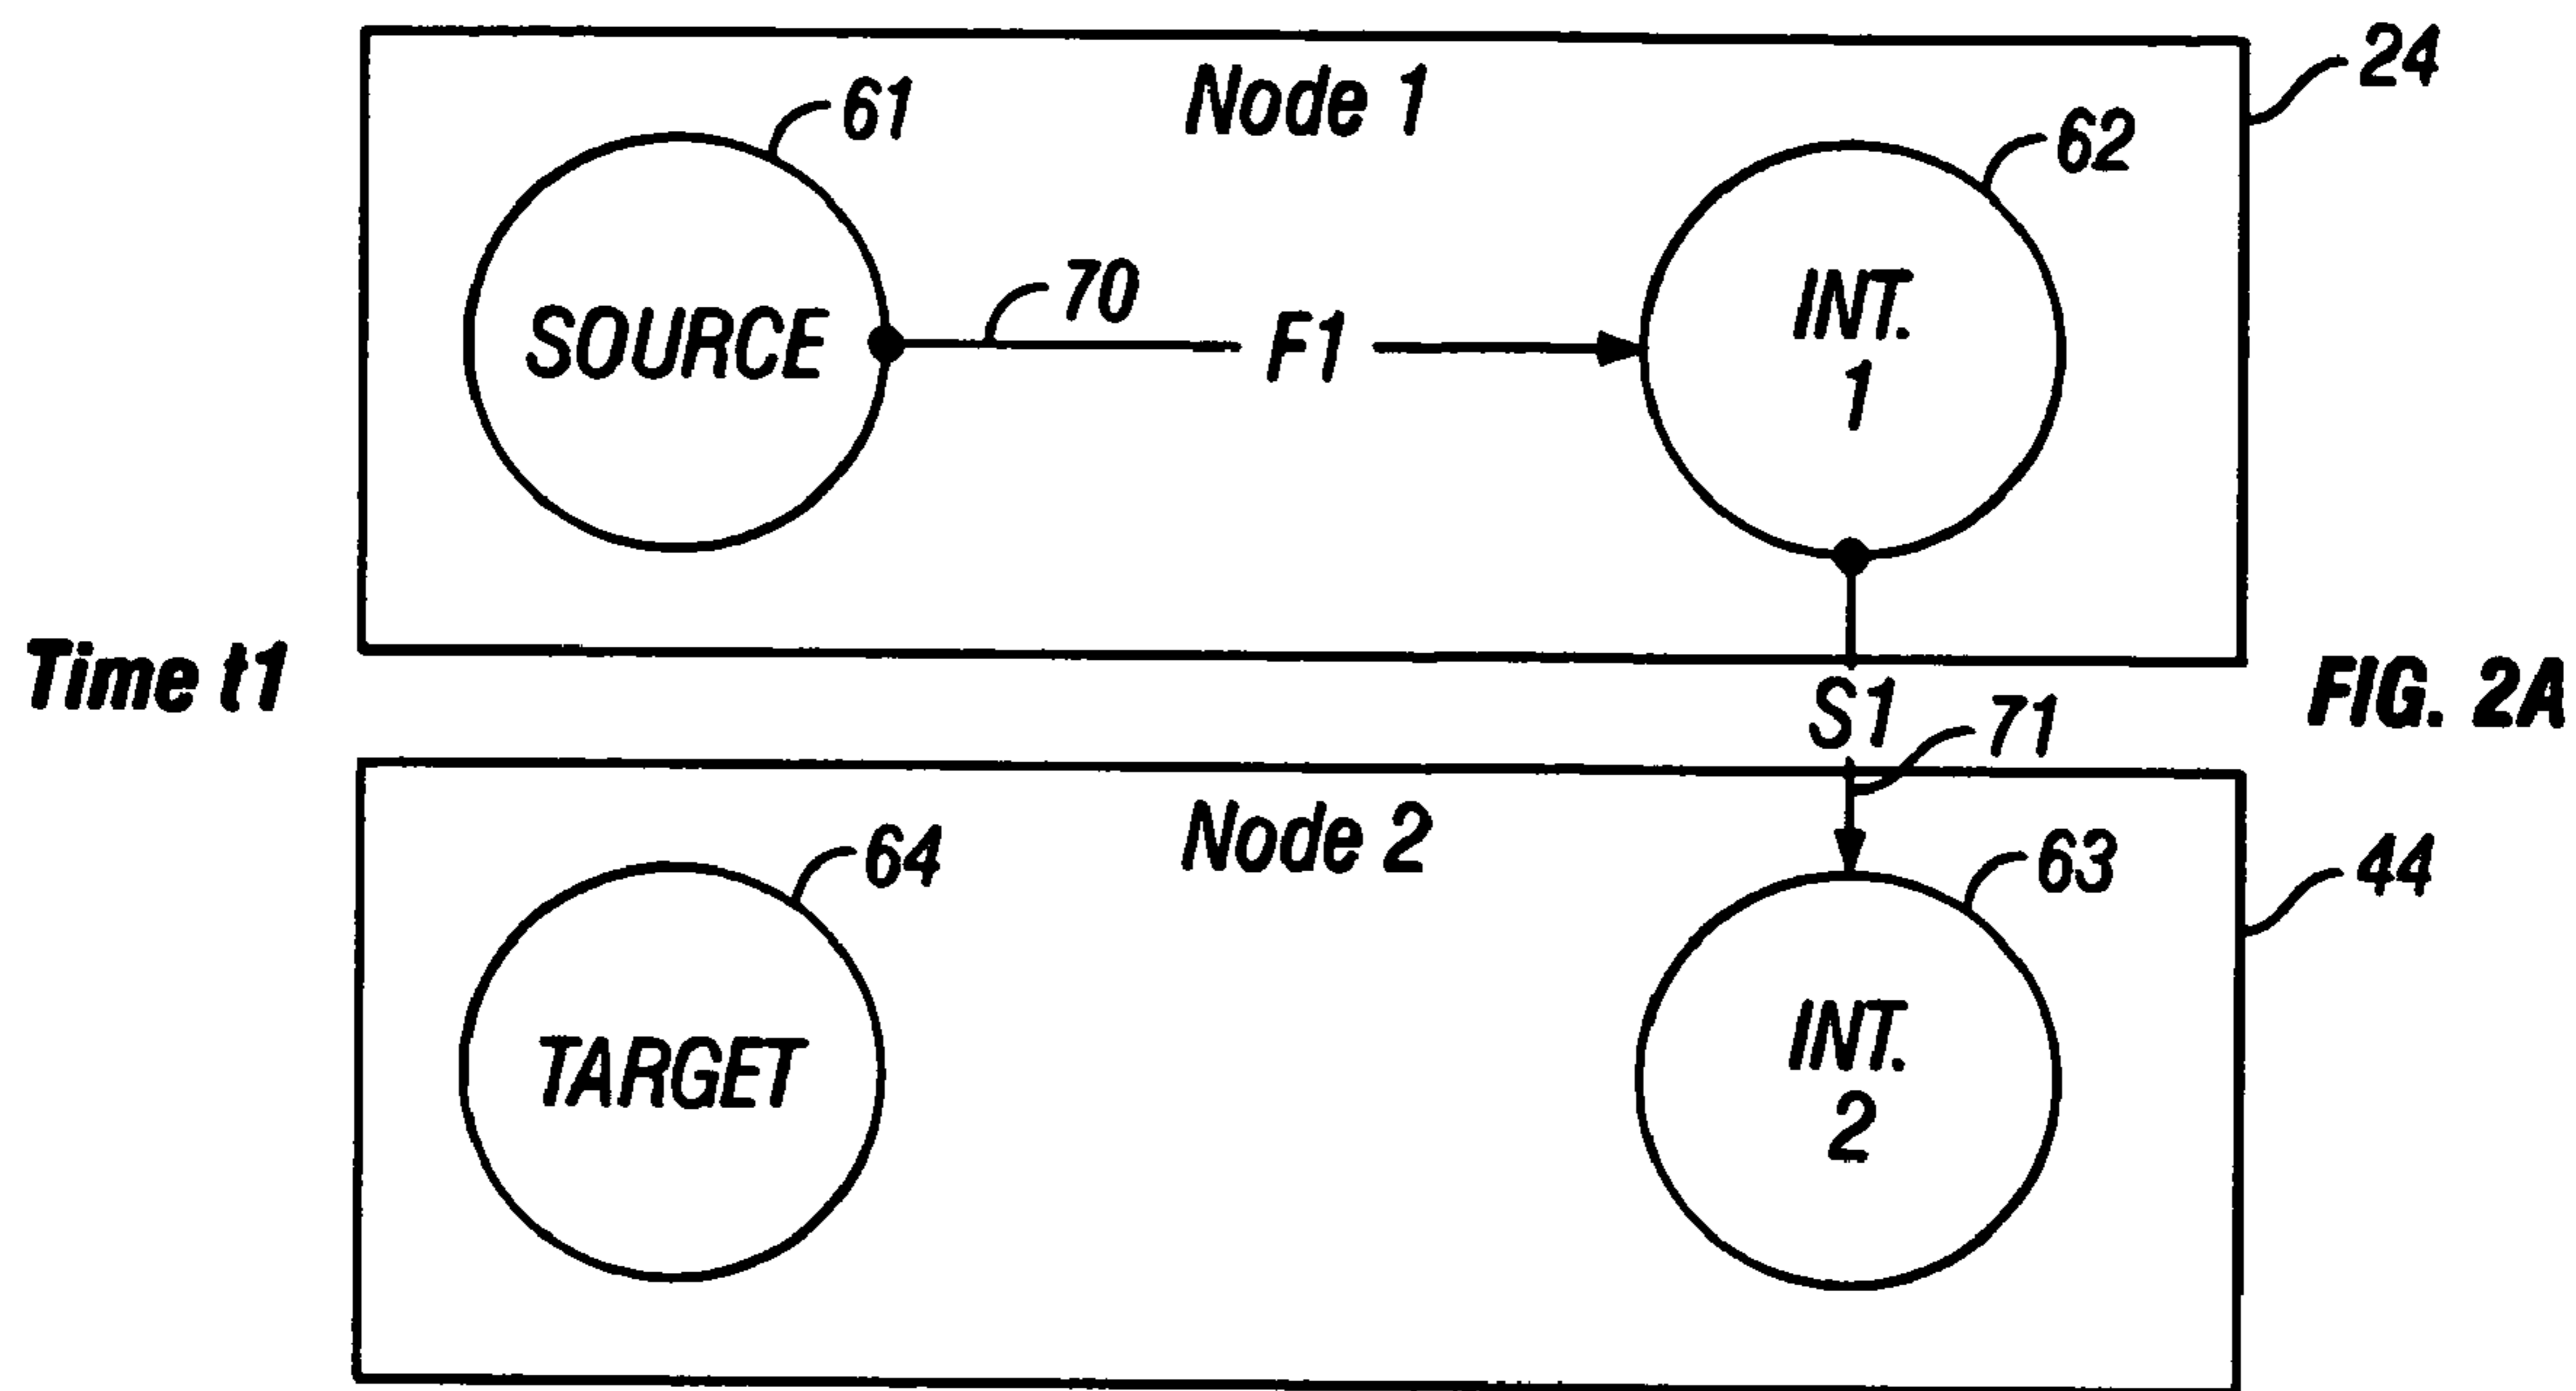 Node 1
24
61
62
SOURCE
70
F1
INT.
1
Time t1
S1
71
FIG. 2A
Node 2
64
63
44
TARGET
INT.
2